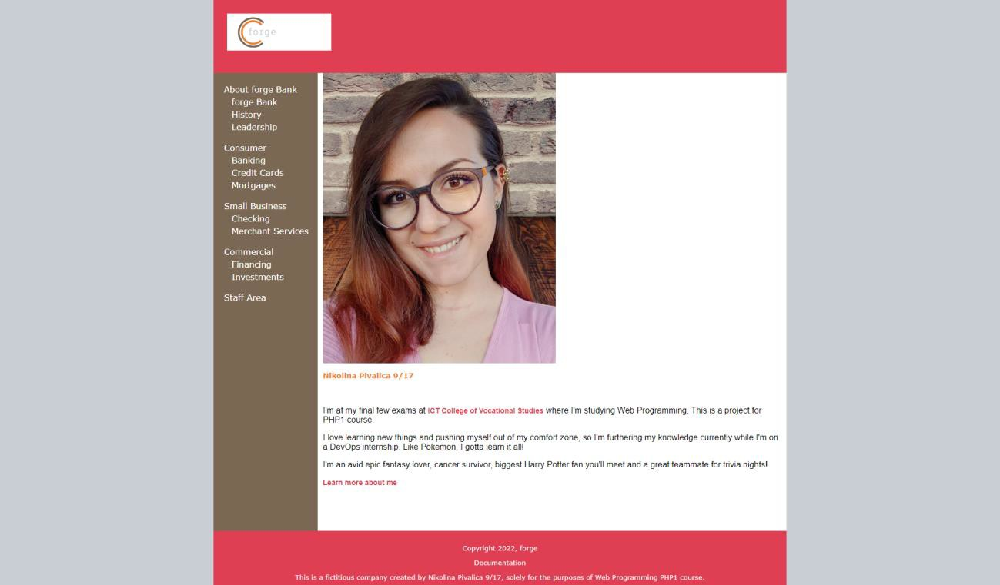 forge
About forge Bank
forge Bank
History
Leadership
Consumer
Banking
Credit Cards
Mortgages
Small Business
Checking
Merchant Services
Commercial
Financing
Investments
Staff Area
Nikolina Pivalica 9/17
I'm at my final few exams at ICT College of Vocational Studies where I'm studying Web Programming. This is a project for
PHP1 course.
I love learning new things and pushing myself out of my comfort zone, so I'm furthering my knowledge currently while I'm on
a DevOps internship. Like Pokemon, I gotta learn it all!
I'm an avid epic fantasy lover, cancer survivor, biggest Harry Potter fan you'll meet and a great teammate for trivia nights!
Learn more about me
Copyright 2022, forge
Documentation
This is a fictitious company created by Nikolina Pivalica 9/17, solely for the purposes of Web Programming PHP1 course.